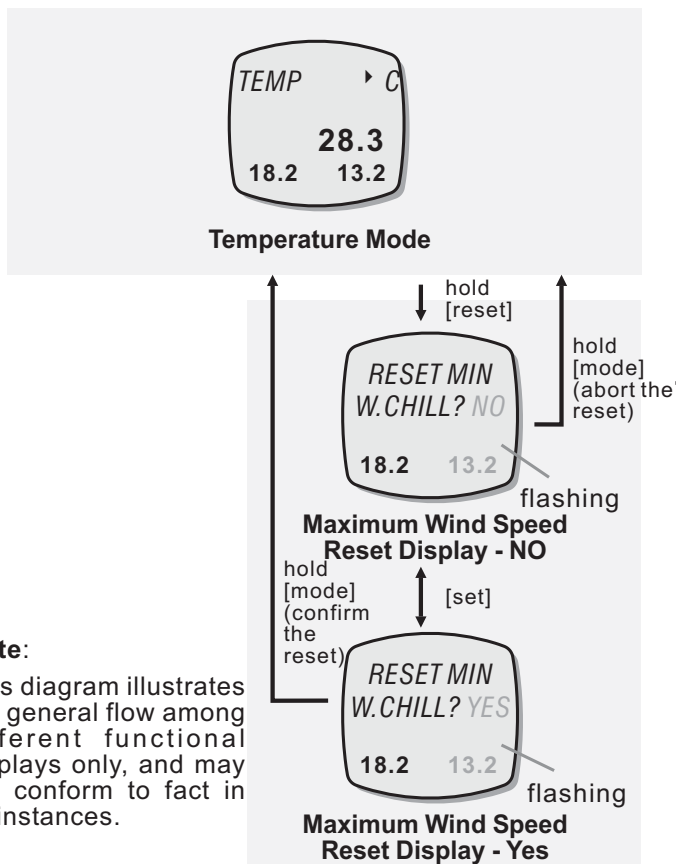 TEMP ▸ C
28.3
18.2 13.2
Temperature Mode
hold
[reset]
RESET MIN
W.CHILL? NO
18.2 13.2
flashing
hold
[mode]
(abort the
reset)
Maximum Wind Speed
Reset Display - NO
hold
[mode]
(confirm
the
reset)
[set]
RESET MIN
W.CHILL? YES
18.2 13.2
flashing
Maximum Wind Speed
Reset Display - Yes
te:
s diagram illustrates
general flow among
ferent functional
plays only, and may
conform to fact in
instances.